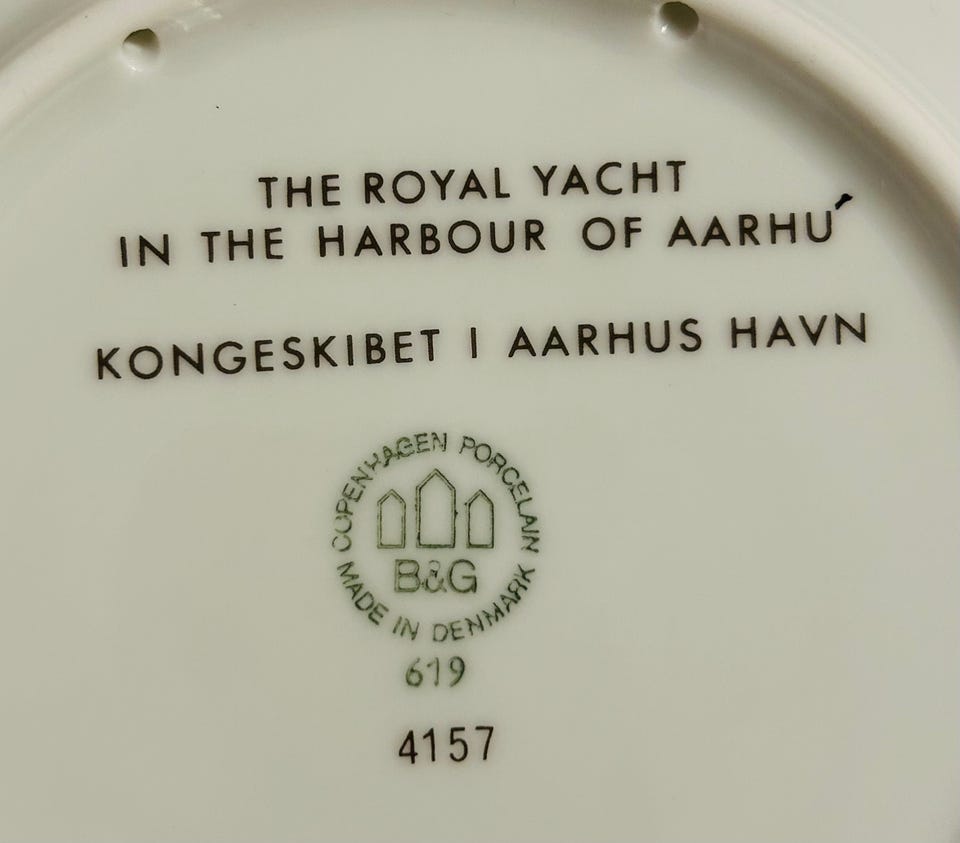 THE ROYAL YACHT
IN THE HARBOUR OF AARHU
KONGESKIBET I AARHUS HAVN
COPENHAGEN PORCELAIN
B&G
MADE IN DENMARK
619
4157